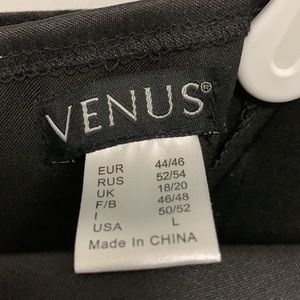 VENUS®
EUR 44/46
RUS 52/54
UK 18/20
F/B 46/48
I 50/52
USA L
Made In CHINA